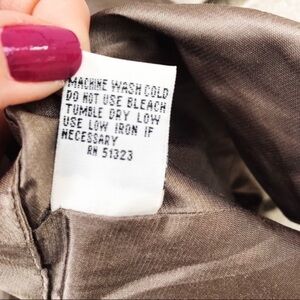 MACHINE WASH COLD
DO NOT USE BLEACH
TUMBLE DRY LOW
USE LOW IRON IF
NECESSARY
RN 51323